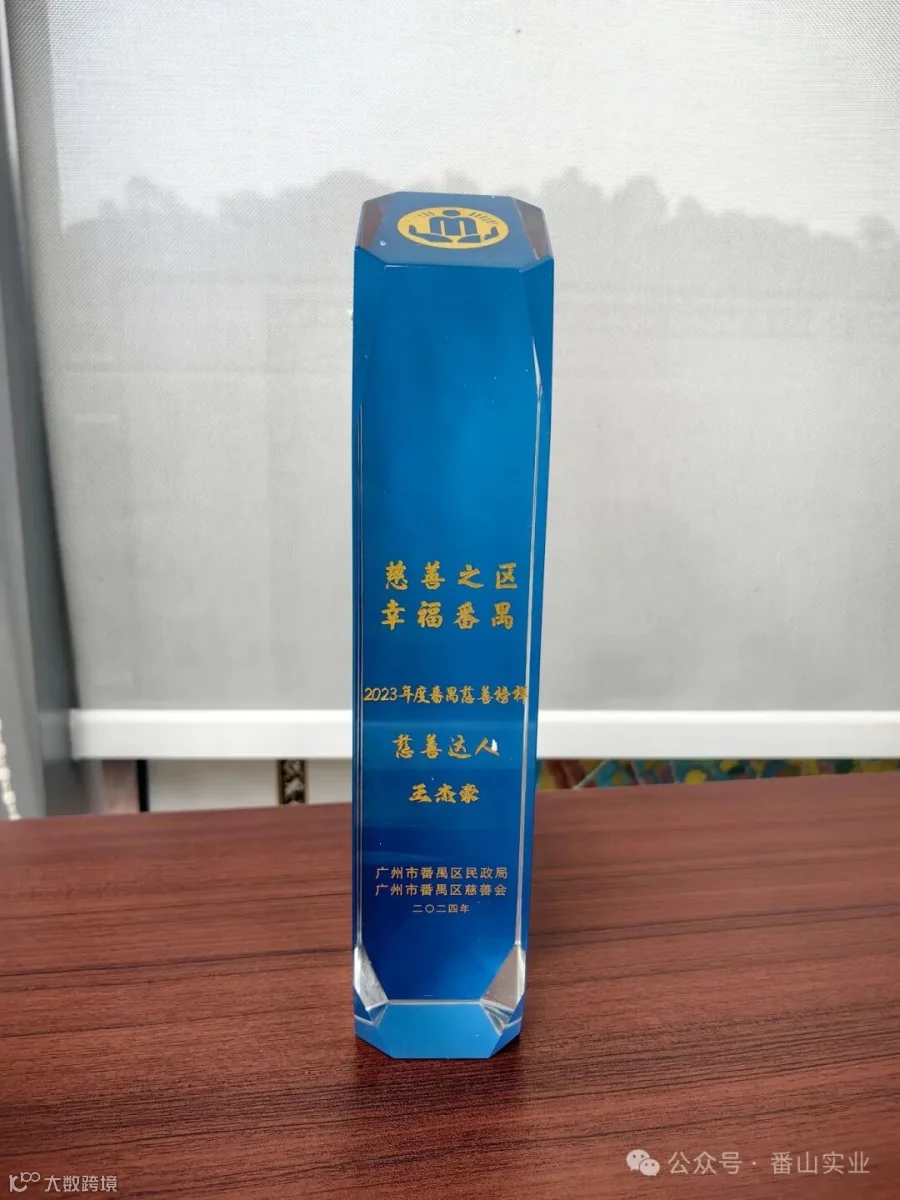 慈善之区
幸福番禺
2023年度番禺慈善榜样
慈善达人
王杰豪
广州市番禺区民政局
广州市番禺区慈善会
二〇二四年
公众号·番山实业
大数跨境